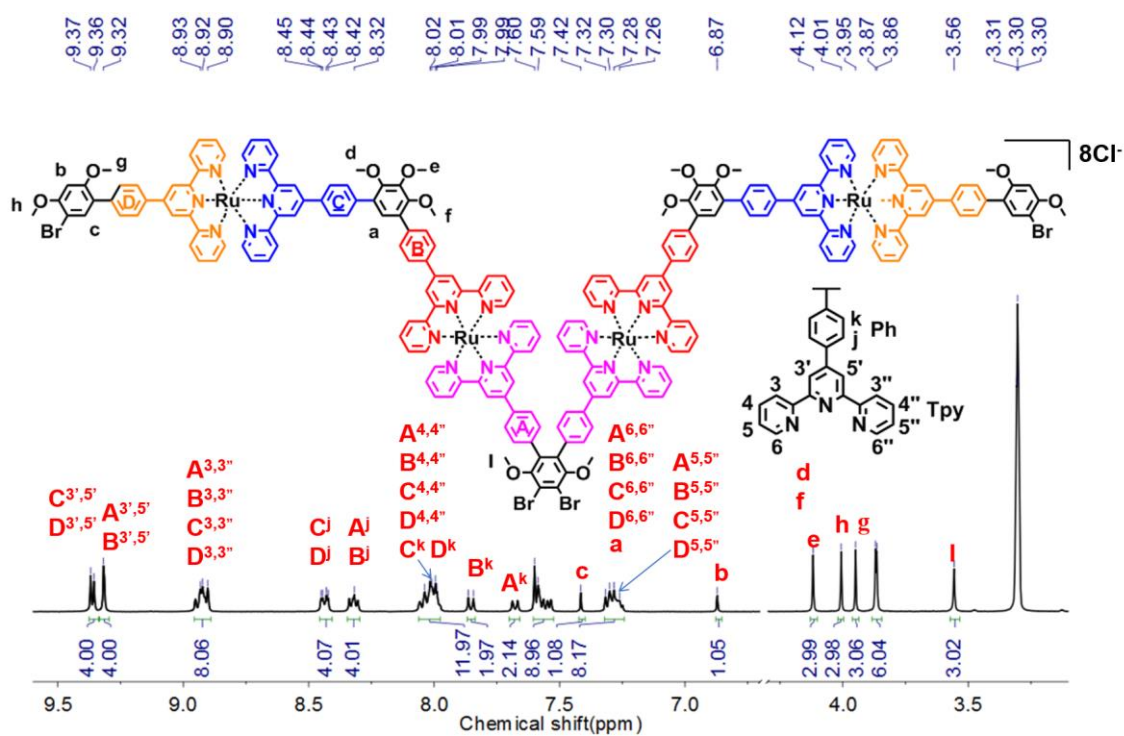 9.37 9.36 9.32 8.93 8.92 8.90 8.45 8.44 8.43 8.42 8.32 8.02 8.01 7.99 7.60 7.59 7.42 7.32 7.30 7.28 7.26 6.87 4.12 4.01 3.95 3.87 3.86 3.56 3.31 3.30 3.30
8Cl⁻
b g d e
O O O O O O O O
h D N N N N N N C N N N N N N
O Ru O f O Ru O
Br c a Br
N N N N N N
B
N N N N
N Ru N N Ru N
N N N N
N N N N
k Ph
j
3' 5'
3 3"
4 4" Tpy
5 N N N 5"
6 6"
A
l O O
Br Br
C3',5'
D3',5'
A3',5'
B3',5'
A3,3"
B3,3"
C3,3"
D3,3"
Cj
Dj
Aj
Bj
A4,4"
B4,4"
C4,4"
D4,4"
Ck Dk
Bk
Ak
A6,6"
B6,6"
C6,6"
D6,6"
a
c
A5,5"
B5,5"
C5,5"
D5,5"
b
d
f
e
h
g
l
4.00 4.00 8.06 4.07 4.01 11.97 1.97 2.14 8.96 1.08 8.17 1.05 2.99 2.98 3.06 6.04 3.02
9.5 9.0 8.5 8.0 7.5 7.0 4.0 3.5
Chemical shift(ppm)